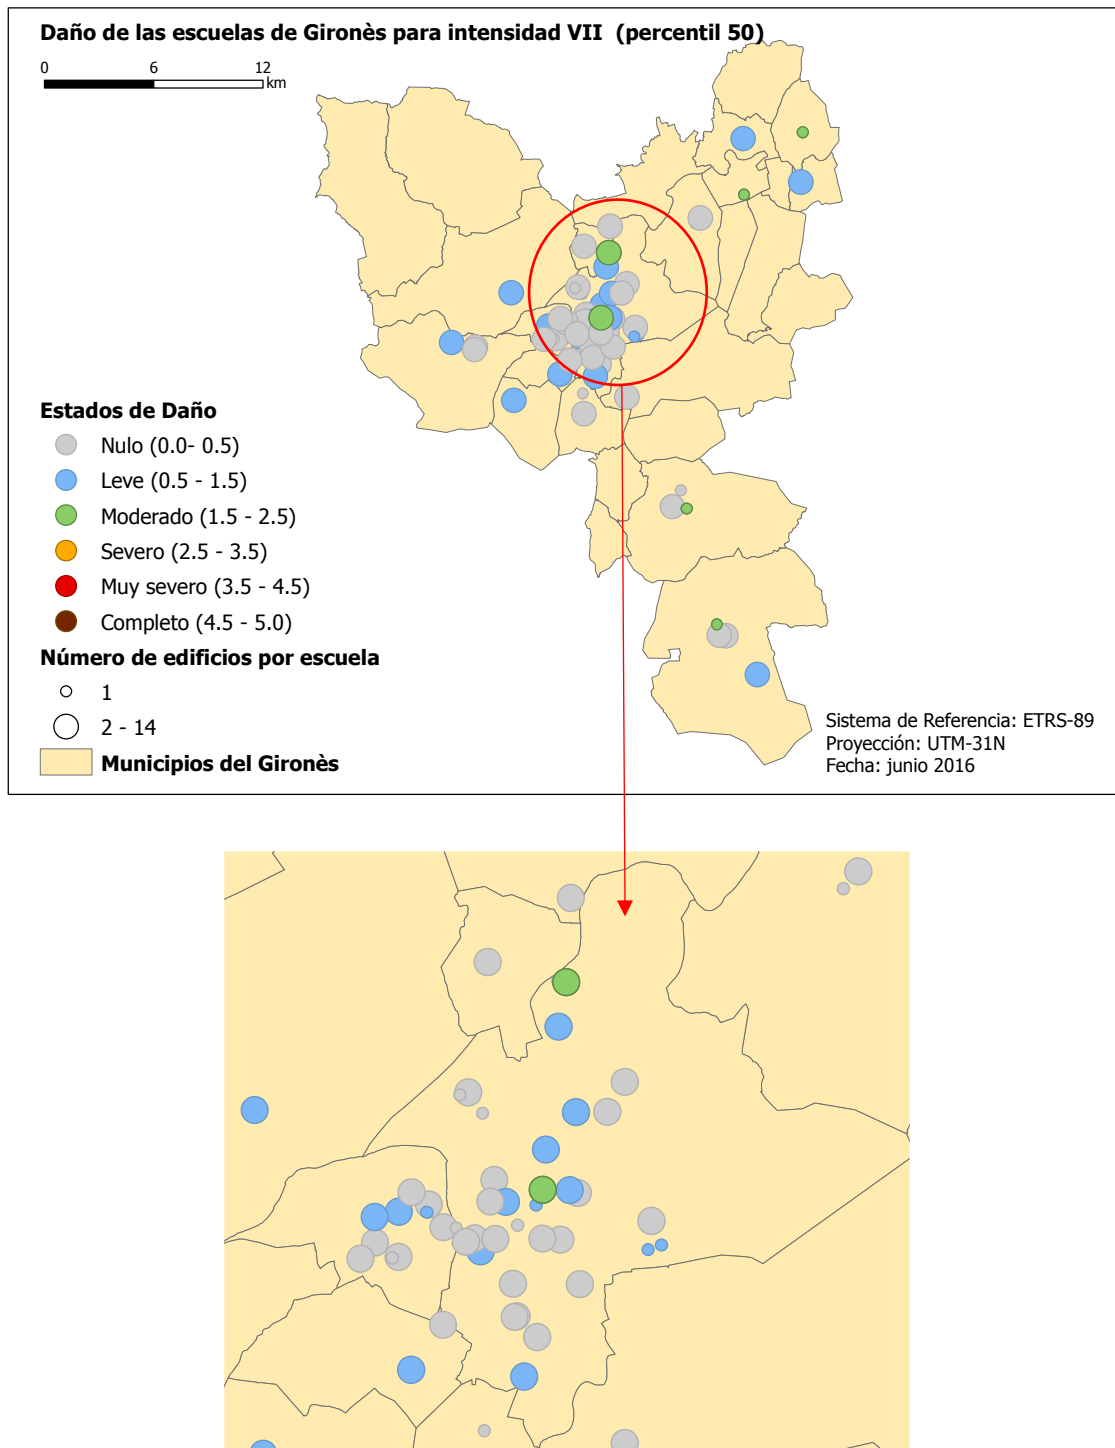 Daño de las escuelas de Gironès para intensidad VII (percentil 50)
0 6 12
km
Estados de Daño
Nulo (0.0- 0.5)
Leve (0.5 - 1.5)
Moderado (1.5 - 2.5)
Severo (2.5 - 3.5)
Muy severo (3.5 - 4.5)
Completo (4.5 - 5.0)
Número de edificios por escuela
1
2 - 14
Municipios del Gironès
Sistema de Referencia: ETRS-89
Proyección: UTM-31N
Fecha: junio 2016